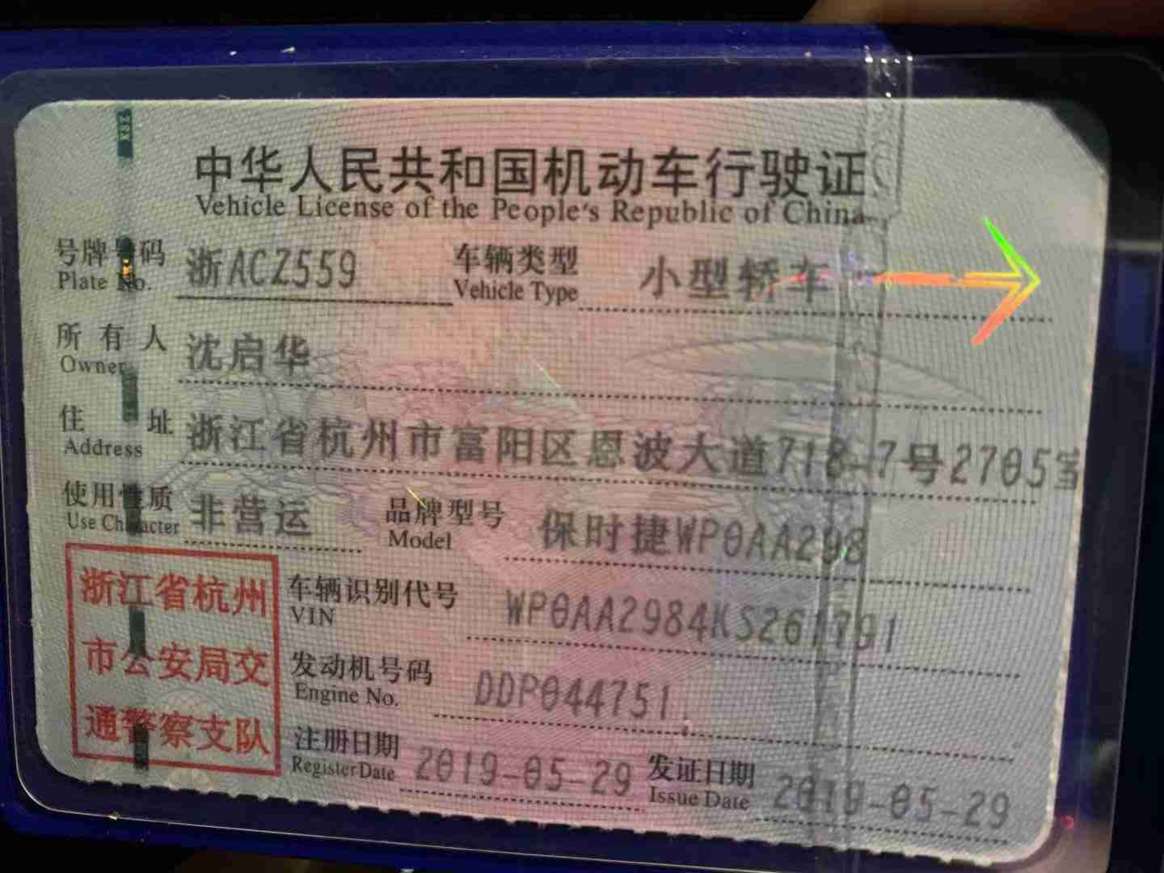 中华人民共和国机动车行驶证
Vehicle License of the People's Republic of China
号牌号码 浙ACZ559 车辆类型 小型轿车
Plate No. Vehicle Type
所有人 沈启华
Owner
住址 浙江省杭州市富阳区恩波大道718-7号2705室
Address
使用性质 非营运 品牌型号 保时捷WP0AA298
Use Character Model
浙江省杭州 车辆识别代号 WP0AA2984KS261791
VIN
市公安局交 发动机号码 DDP044751
Engine No.
通警察支队 注册日期 2019-05-29 发证日期 2019-05-29
Register Date Issue Date